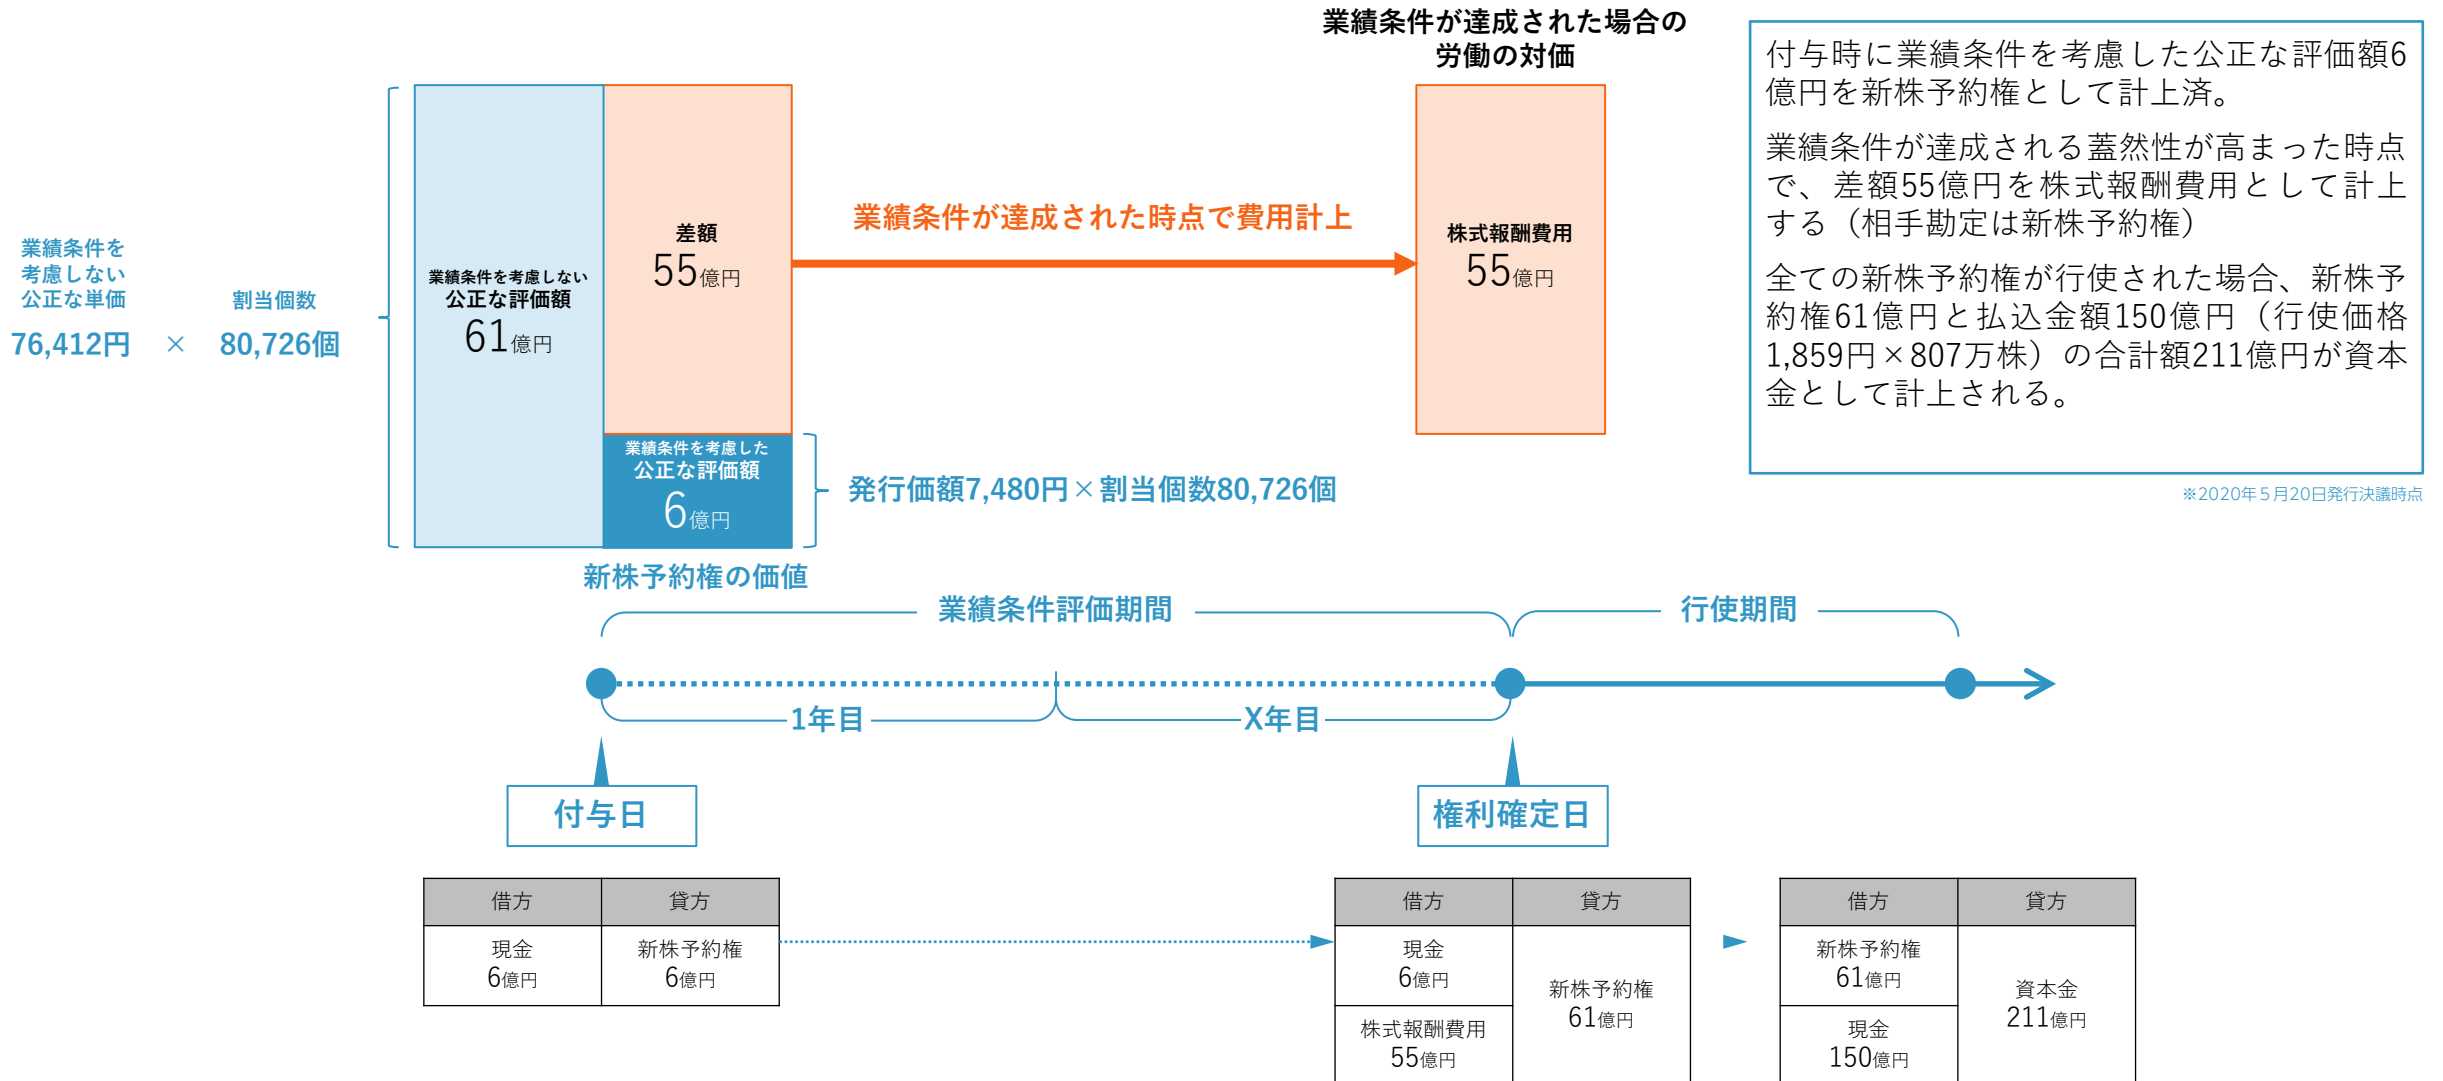 業績条件が達成された場合の
労働の対価
業績条件を
考慮しない
公正な単価
76,412円
×
割当個数
80,726個
業績条件を考慮しない
公正な評価額
61億円
差額
55億円
業績条件を考慮した
公正な評価額
6億円
業績条件が達成された時点で費用計上
株式報酬費用
55億円
発行価額7,480円×割当個数80,726個
新株予約権の価値
付与時に業績条件を考慮した公正な評価額6
億円を新株予約権として計上済。
業績条件が達成される蓋然性が高まった時点
で、差額55億円を株式報酬費用として計上
する（相手勘定は新株予約権）
全ての新株予約権が行使された場合、新株予
約権61億円と払込金額150億円（行使価格
1,859円×807万株）の合計額211億円が資本
金として計上される。
※2020年５月20日発行決議時点
業績条件評価期間
行使期間
1年目
X年目
付与日
権利確定日
借方
貸方
現金
6億円
新株予約権
6億円
借方
貸方
現金
6億円
株式報酬費用
55億円
新株予約権
61億円
借方
貸方
新株予約権
61億円
現金
150億円
資本金
211億円